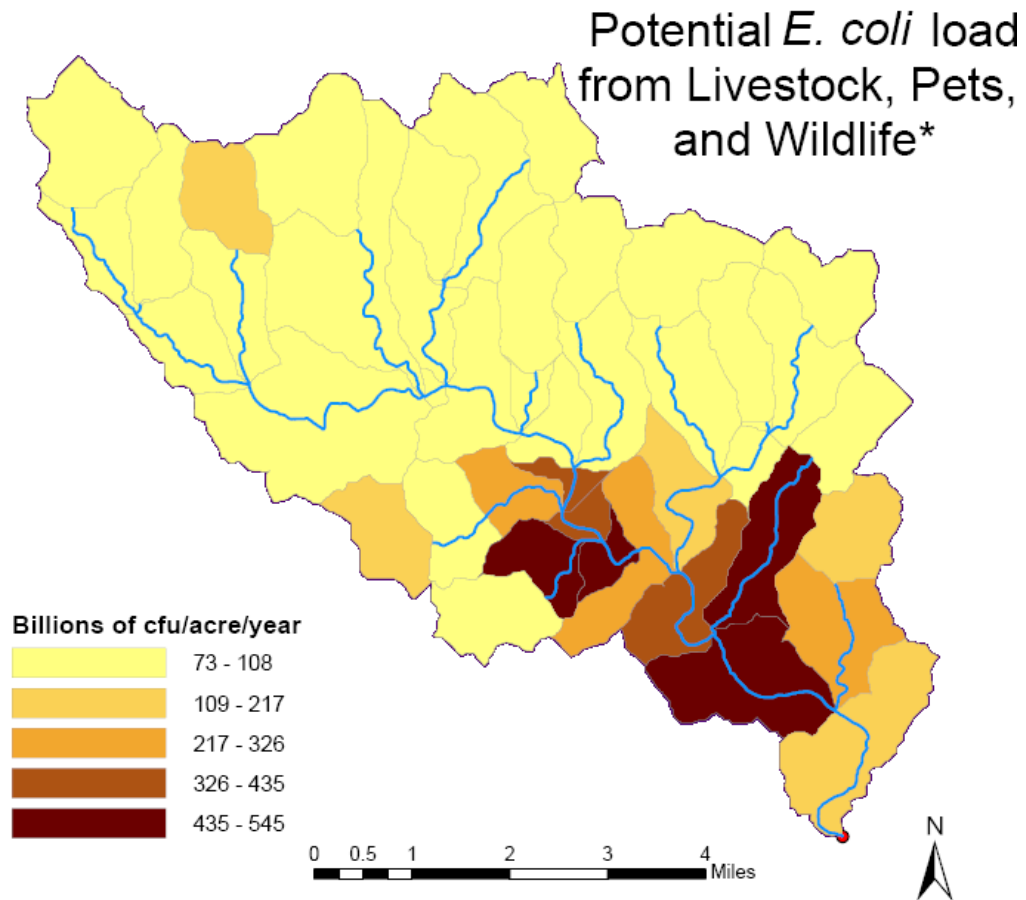 Potential E. coli load
from Livestock, Pets,
and Wildlife*
Billions of cfu/acre/year
73 - 108
109 - 217
217 - 326
326 - 435
435 - 545
0 0.5 1 2 3 4
Miles
N